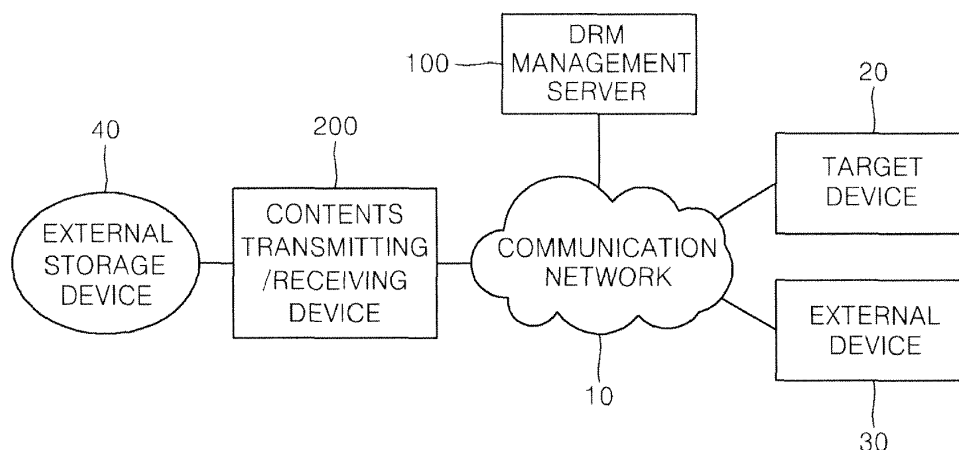 DRM
MANAGEMENT
SERVER
100
20
TARGET
DEVICE
40
EXTERNAL
STORAGE
DEVICE
200
CONTENTS
TRANSMITTING
/RECEIVING
DEVICE
COMMUNICATION
NETWORK
10
EXTERNAL
DEVICE
30